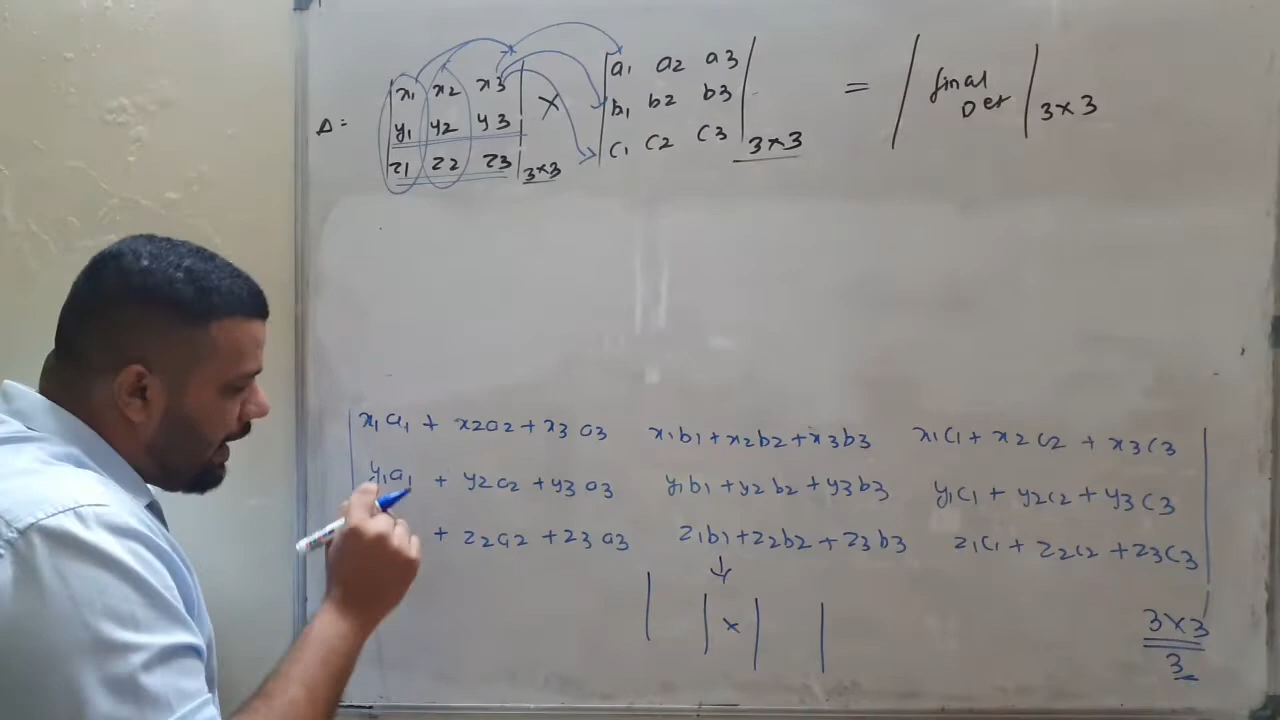 Δ = | x1 x2 x3 | × | a1 a2 a3 | = | final
| y1 y2 y3 | | b1 b2 b3 | Det | 3×3
| z1 z2 z3 | 3×3 | c1 c2 c3 | 3×3
x1a1 + x2a2 + x3a3 x1b1 + x2b2 + x3b3 x1c1 + x2c2 + x3c3
y1a1 + y2a2 + y3a3 y1b1 + y2b2 + y3b3 y1c1 + y2c2 + y3c3
+ z2a2 + z3a3 z1b1 + z2b2 + z3b3 z1c1 + z2c2 + z3c3
↓
| | × | |
3×3
3